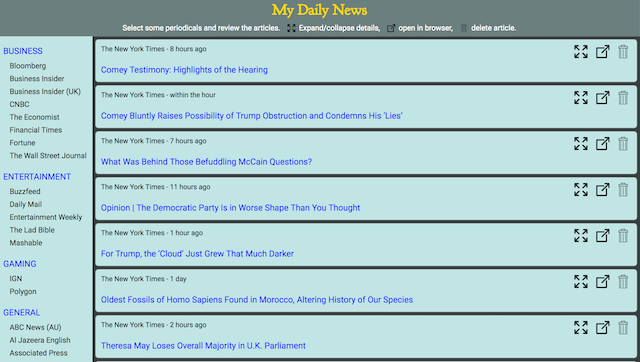 My Daily News
Select some periodicals and review the articles. Expand/collapse details, open in browser, delete article.
BUSINESS
Bloomberg
Business Insider
Business Insider (UK)
CNBC
The Economist
Financial Times
Fortune
The Wall Street Journal
ENTERTAINMENT
Buzzfeed
Daily Mail
Entertainment Weekly
The Lad Bible
Mashable
GAMING
IGN
Polygon
GENERAL
ABC News (AU)
Al Jazeera English
Associated Press
The New York Times - 8 hours ago
Comey Testimony: Highlights of the Hearing
The New York Times - within the hour
Comey Bluntly Raises Possibility of Trump Obstruction and Condemns His ‘Lies’
The New York Times - 7 hours ago
What Was Behind Those Befuddling McCain Questions?
The New York Times - 11 hours ago
Opinion | The Democratic Party Is in Worse Shape Than You Thought
The New York Times - 1 hour ago
For Trump, the ‘Cloud’ Just Grew That Much Darker
The New York Times - 1 day
Oldest Fossils of Homo Sapiens Found in Morocco, Altering History of Our Species
The New York Times - 2 hours ago
Theresa May Loses Overall Majority in U.K. Parliament